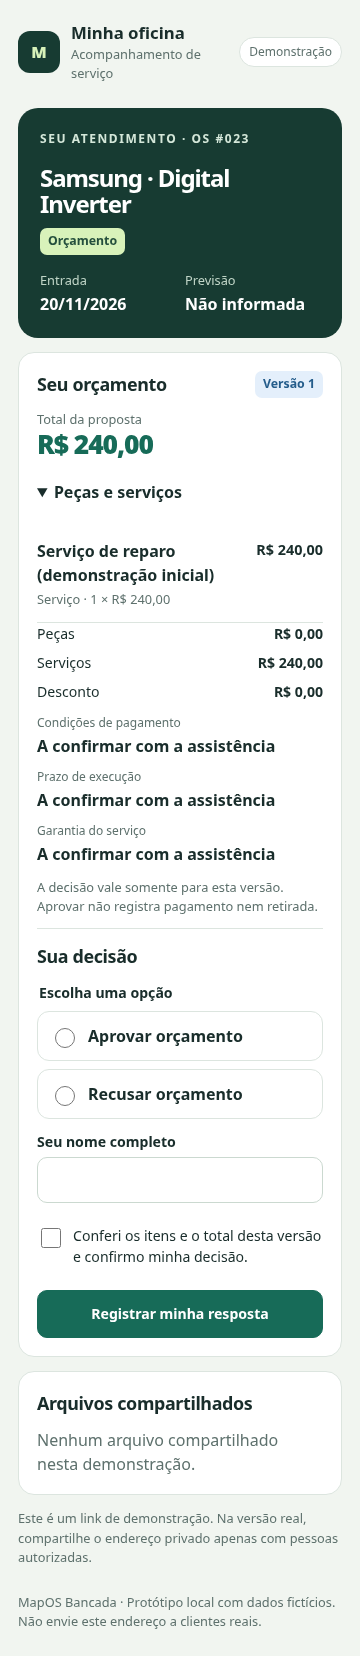 M
Minha oficina
Acompanhamento de
serviço
Demonstração
SEU ATENDIMENTO · OS #023
Samsung · Digital
Inverter
Orçamento
Entrada
Previsão
20/11/2026
Não informada
Seu orçamento
Versão 1
Total da proposta
R$ 240,00
▼ Peças e serviços
Serviço de reparo R$ 240,00
(demonstração inicial)
Serviço · 1 × R$ 240,00
Peças R$ 0,00
Serviços R$ 240,00
Desconto R$ 0,00
Condições de pagamento
A confirmar com a assistência
Prazo de execução
A confirmar com a assistência
Garantia do serviço
A confirmar com a assistência
A decisão vale somente para esta versão.
Aprovar não registra pagamento nem retirada.
Sua decisão
Escolha uma opção
Aprovar orçamento
Recusar orçamento
Seu nome completo
Conferi os itens e o total desta versão
e confirmo minha decisão.
Registrar minha resposta
Arquivos compartilhados
Nenhum arquivo compartilhado
nesta demonstração.
Este é um link de demonstração. Na versão real,
compartilhe o endereço privado apenas com pessoas
autorizadas.
MapOS Bancada · Protótipo local com dados fictícios.
Não envie este endereço a clientes reais.